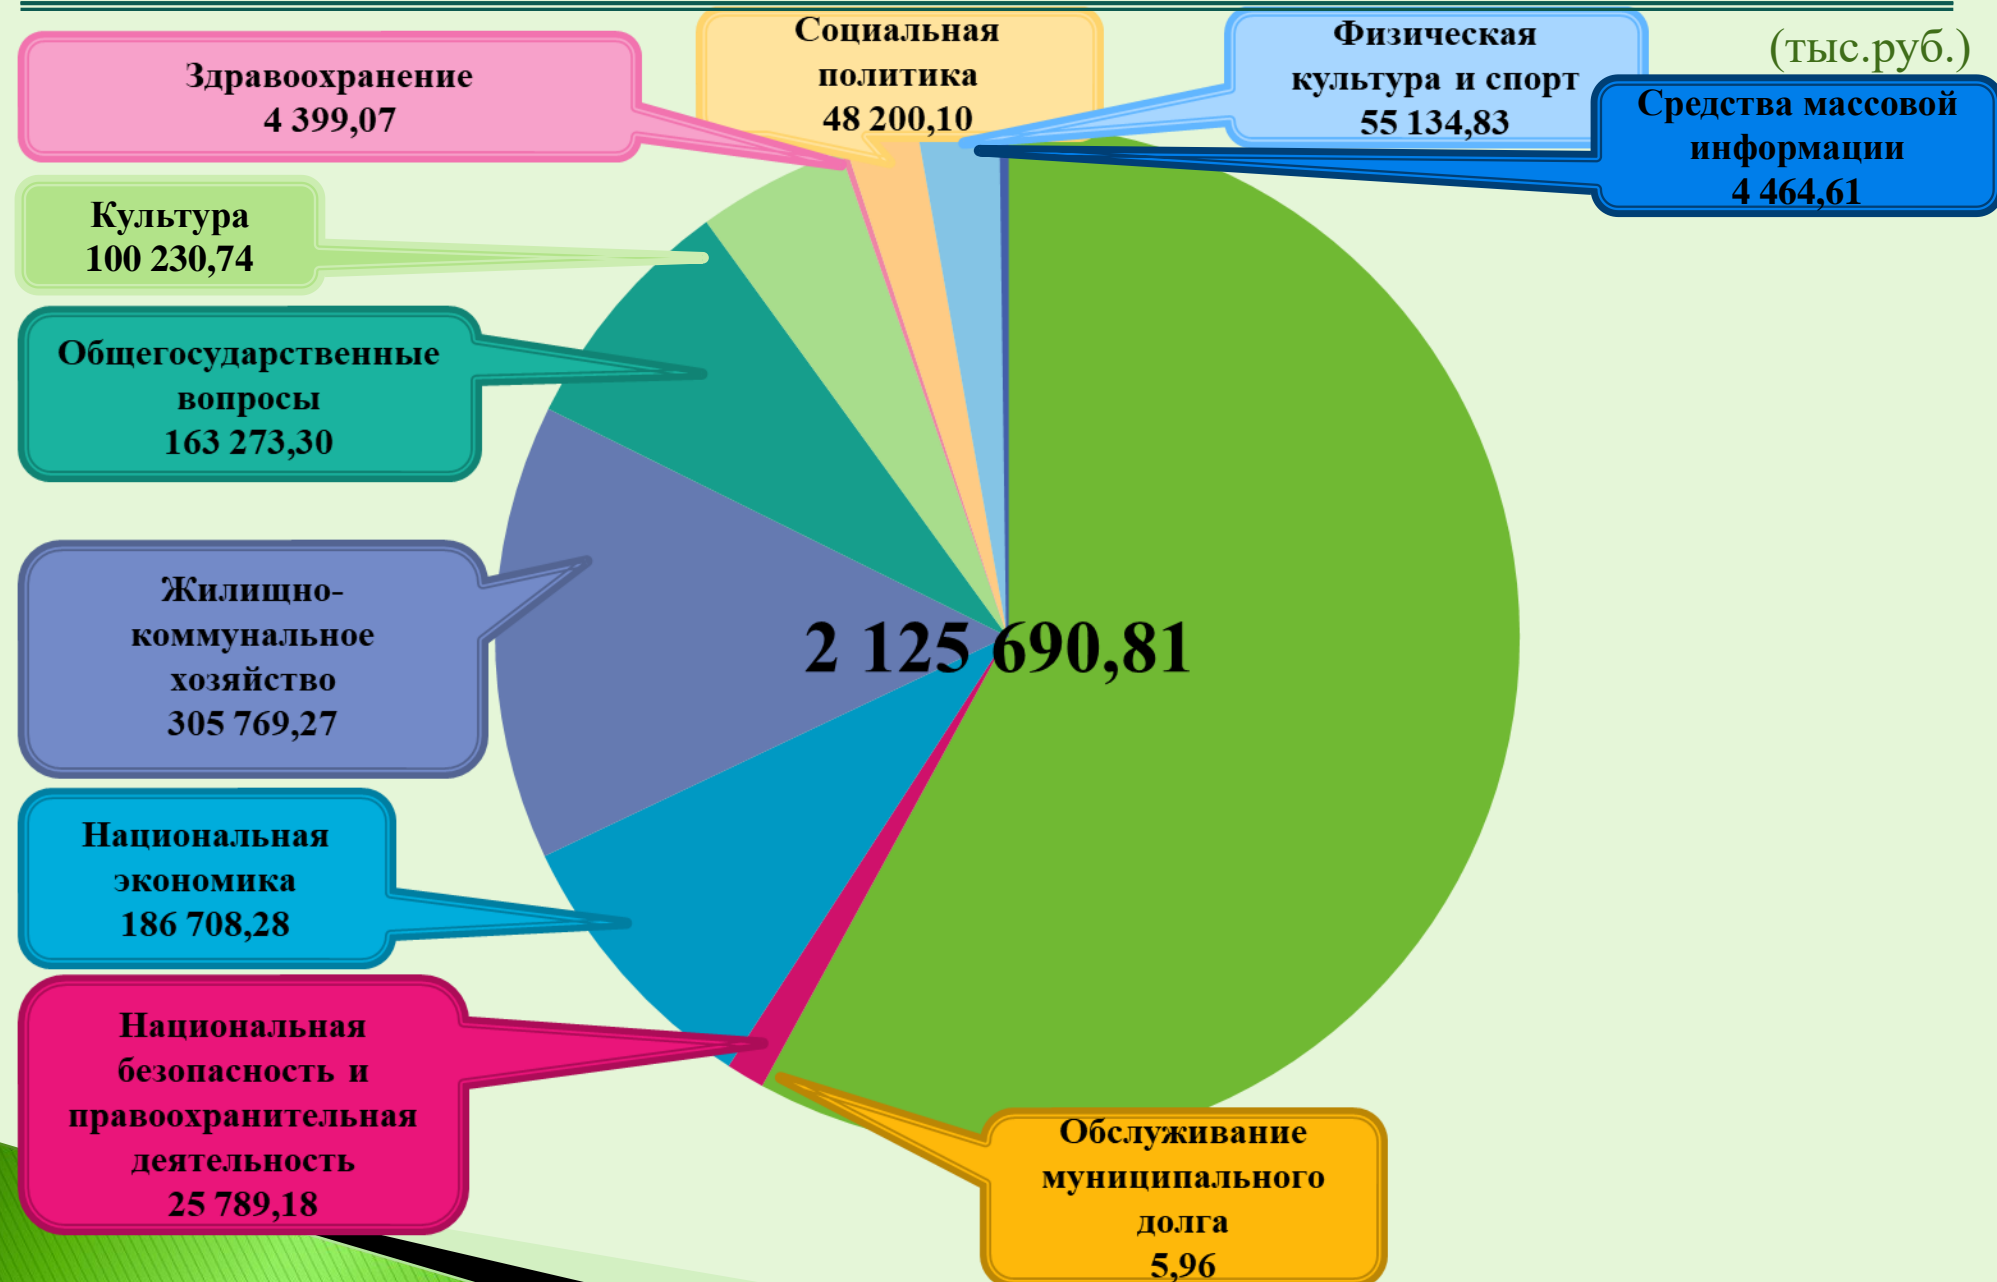 (тыс.руб.)
Здравоохранение
4 399,07
Социальная
политика
48 200,10
Физическая
культура и спорт
55 134,83
Средства массовой
информации
4 464,61
Культура
100 230,74
Общегосударственные
вопросы
163 273,30
Жилищно-
коммунальное
хозяйство
305 769,27
2 125 690,81
Национальная
экономика
186 708,28
Национальная
безопасность и
правоохранительная
деятельность
25 789,18
Обслуживание
муниципального
долга
5,96